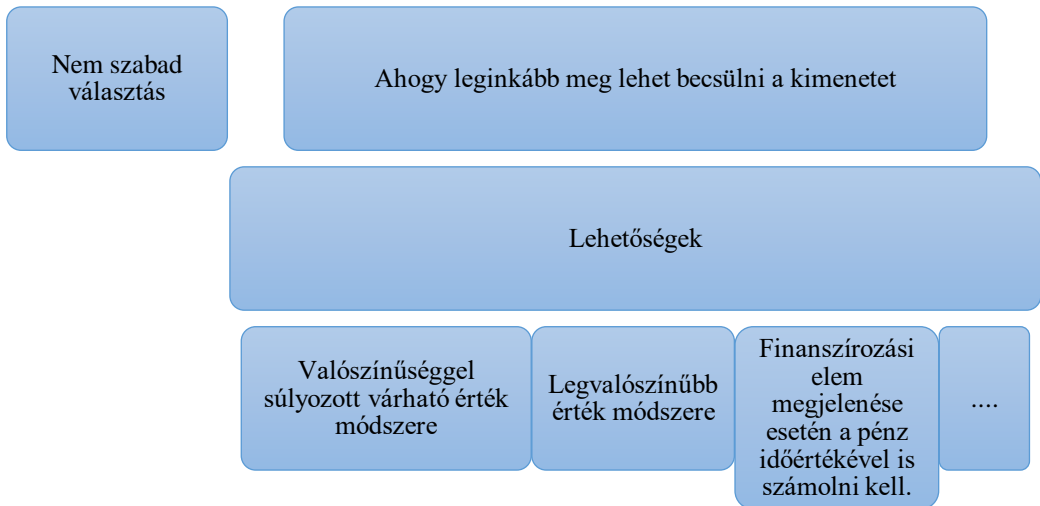 Nem szabad
választás
Ahogy leginkább meg lehet becsülni a kimenetet
Lehetőségek
Valószínűséggel
súlyozott várható érték
módszere
Legvalószínűbb
érték módszere
Finanszírozási
elem
megjelenése
esetén a pénz
időértékével is
számolni kell.
....